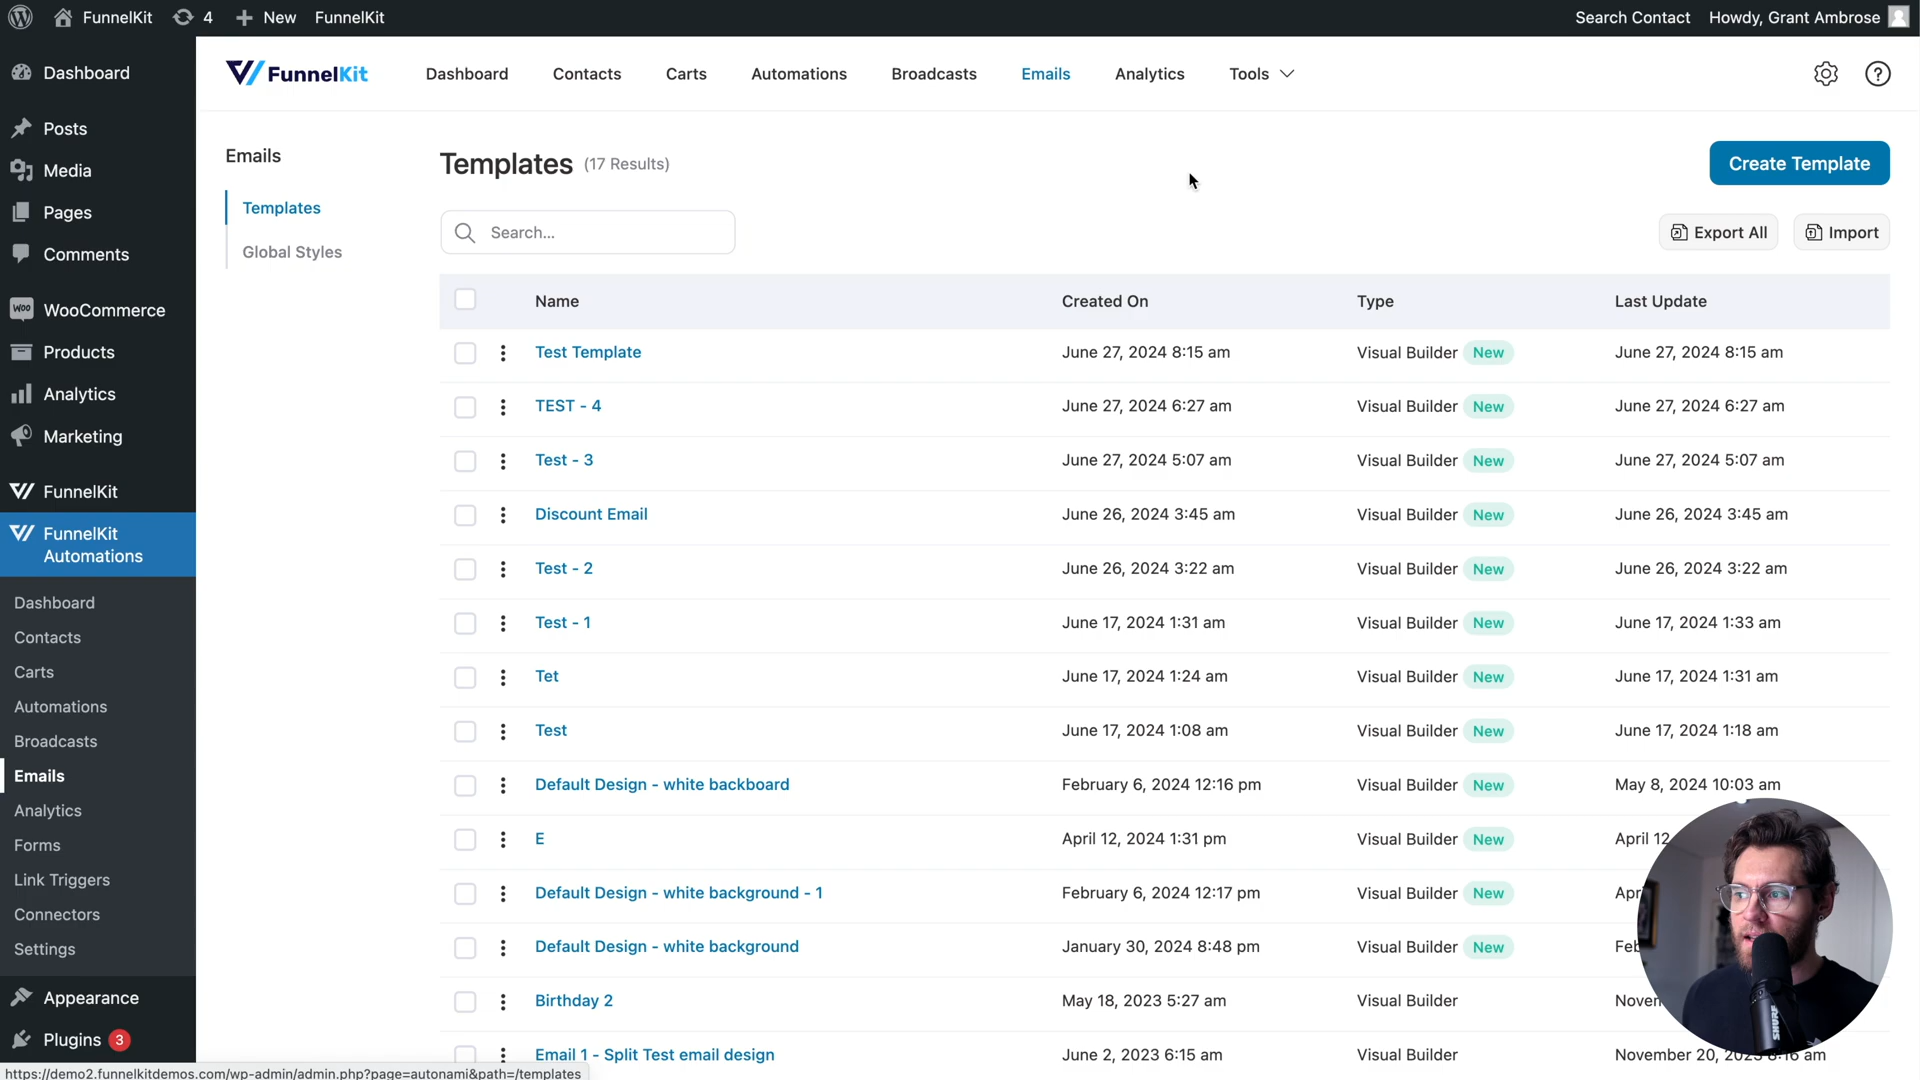 FunnelKit
4
New
FunnelKit
Search Contact
Howdy, Grant Ambrose
Dashboard
Posts
Media
Pages
Comments
WooCommerce
Products
Analytics
Marketing
FunnelKit
FunnelKit
Automations
Dashboard
Contacts
Carts
Automations
Broadcasts
Emails
Analytics
Forms
Link Triggers
Connectors
Settings
Appearance
Plugins 3
FunnelKit
Dashboard
Contacts
Carts
Automations
Broadcasts
Emails
Analytics
Tools
Emails
Templates
Global Styles
Templates (17 Results)
Create Template
Search...
Export All
Import
Name Created On Type Last Update
Test Template June 27, 2024 8:15 am Visual Builder New June 27, 2024 8:15 am
TEST - 4 June 27, 2024 6:27 am Visual Builder New June 27, 2024 6:27 am
Test - 3 June 27, 2024 5:07 am Visual Builder New June 27, 2024 5:07 am
Discount Email June 26, 2024 3:45 am Visual Builder New June 26, 2024 3:45 am
Test - 2 June 26, 2024 3:22 am Visual Builder New June 26, 2024 3:22 am
Test - 1 June 17, 2024 1:31 am Visual Builder New June 17, 2024 1:33 am
Tet June 17, 2024 1:24 am Visual Builder New June 17, 2024 1:31 am
Test June 17, 2024 1:08 am Visual Builder New June 17, 2024 1:18 am
Default Design - white backboard February 6, 2024 12:16 pm Visual Builder New May 8, 2024 10:03 am
E April 12, 2024 1:31 pm Visual Builder New April 12
Default Design - white background - 1 February 6, 2024 12:17 pm Visual Builder New
Default Design - white background January 30, 2024 8:48 pm Visual Builder New
Birthday 2 May 18, 2023 5:27 am Visual Builder
Email 1 - Split Test email design June 2, 2023 6:15 am Visual Builder November 20, am
SHURE
https://demo2.funnelkitdemos.com/wp-admin/admin.php?page=autonami&path=/templates